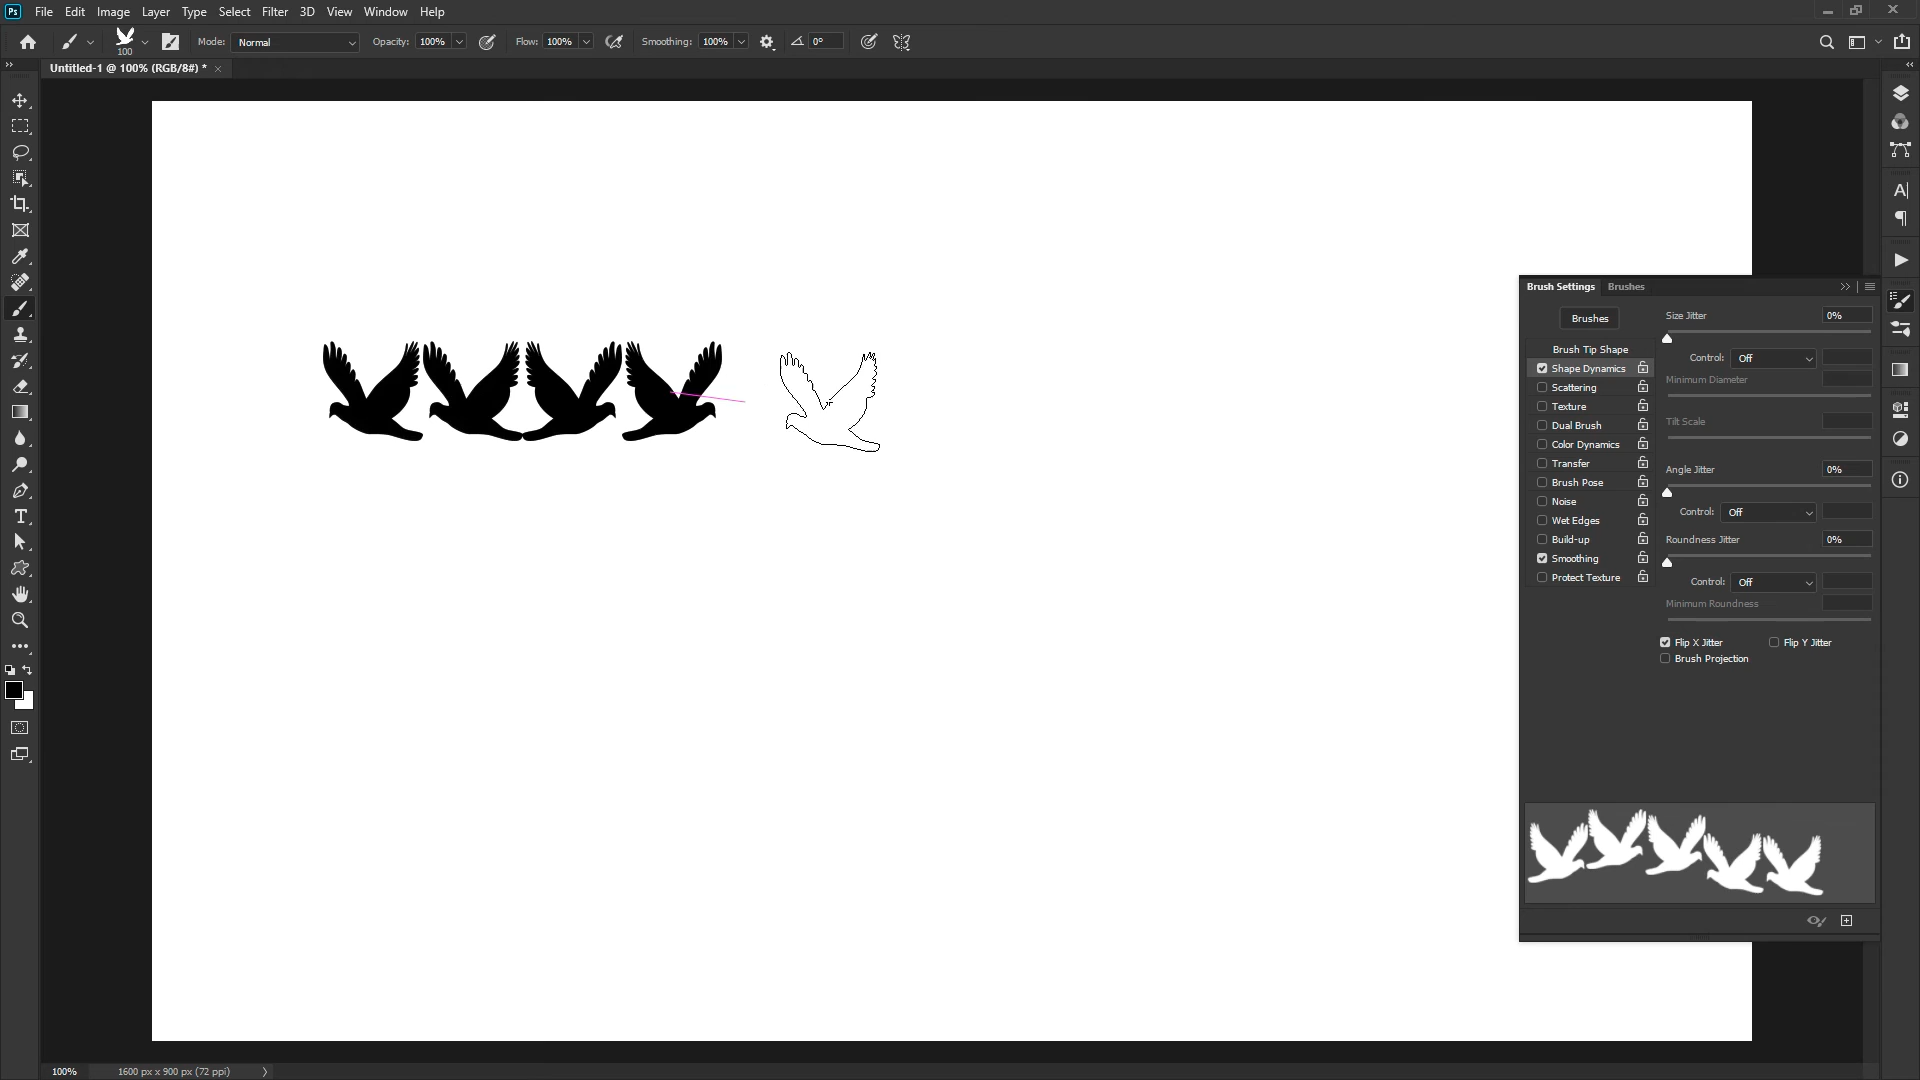 Ps File Edit Image Layer Type Select Filter 3D View Window Help
100 Mode: Normal Opacity: 100% Flow: 100% Smoothing: 100% 0°
Untitled-1 @ 100% (RGB/8#) *
Brush Settings Brushes
Brushes
Size Jitter 0%
Brush Tip Shape
Control: Off
Shape Dynamics
Minimum Diameter
Scattering
Texture
Tilt Scale
Dual Brush
Color Dynamics
Transfer
Angle Jitter 0%
Brush Pose
Noise
Control: Off
Wet Edges
Build-up
Roundness Jitter 0%
Smoothing
Protect Texture
Control: Off
Minimum Roundness
Flip X Jitter Flip Y Jitter
Brush Projection
100% 1600 px x 900 px (72 ppi)